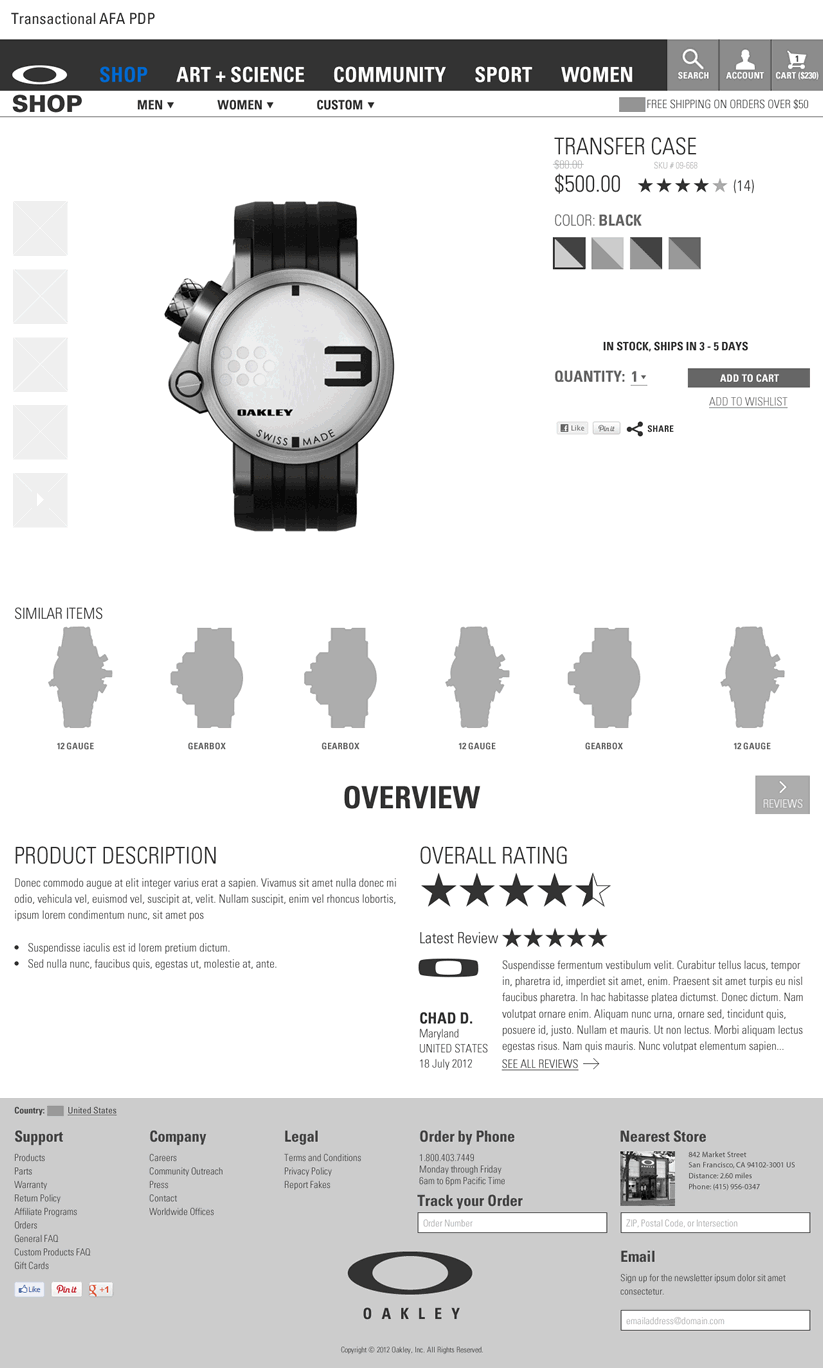 Transactional AFA PDP
SHOP ART + SCIENCE COMMUNITY SPORT WOMEN
SEARCH ACCOUNT 1 CART ($230)
SHOP MEN ▼ WOMEN ▼ CUSTOM ▼ FREE SHIPPING ON ORDERS OVER $50
TRANSFER CASE
$80.00 SKU # 09-668
$500.00 ★★★★★ (14)
COLOR: BLACK
3
OAKLEY
SWISS MADE
IN STOCK, SHIPS IN 3 - 5 DAYS
QUANTITY: 1 ▼ ADD TO CART
ADD TO WISHLIST
Like Pin it SHARE
SIMILAR ITEMS
12 GAUGE GEARBOX GEARBOX 12 GAUGE GEARBOX 12 GAUGE
OVERVIEW
REVIEWS
PRODUCT DESCRIPTION
Donec commodo augue at elit integer varius erat a sapien. Vivamus sit amet nulla donec mi
odio, vehicula vel, euismod vel, suscipit at, velit. Nullam suscipit, enim vel rhoncus lobortis,
ipsum lorem condimentum nunc, sit amet pos
• Suspendisse iaculis est id lorem pretium dictum.
• Sed nulla nunc, faucibus quis, egestas ut, molestie at, ante.
OVERALL RATING
Latest Review ★★★★★
Suspendisse fermentum vestibulum velit. Curabitur tellus lacus, tempor
in, pharetra id, imperdiet sit amet, enim. Praesent sit amet turpis eu nisl
faucibus pharetra. In hac habitasse platea dictumst. Donec dictum. Nam
volutpat ornare enim. Aliquam nunc urna, ornare sed, tincidunt quis,
posuere id, justo. Nullam et mauris. Ut non lectus. Morbi aliquam lectus
egestas risus. Nam quis mauris. Nunc volutpat elementum sapien...
SEE ALL REVIEWS
CHAD D.
Maryland
UNITED STATES
18 July 2012
Country: United States
Support
Products
Parts
Warranty
Return Policy
Affiliate Programs
Orders
General FAQ
Custom Products FAQ
Gift Cards
Like Pin it g +1
Company
Careers
Community Outreach
Press
Contact
Worldwide Offices
Legal
Terms and Conditions
Privacy Policy
Report Fakes
Order by Phone
1.800.403.7449
Monday through Friday
6am to 6pm Pacific Time
Track your Order
Order Number
Nearest Store
842 Market Street
San Francisco, CA 94102-3001 US
Distance: 2.60 miles
Phone: (415) 956-0347
ZIP, Postal Code, or Intersection
Email
Sign up for the newsletter ipsum dolor sit amet
consectetur.
emailaddress@domain.com
OAKLEY
Copyright © 2012 Oakley, Inc. All Rights Reserved.